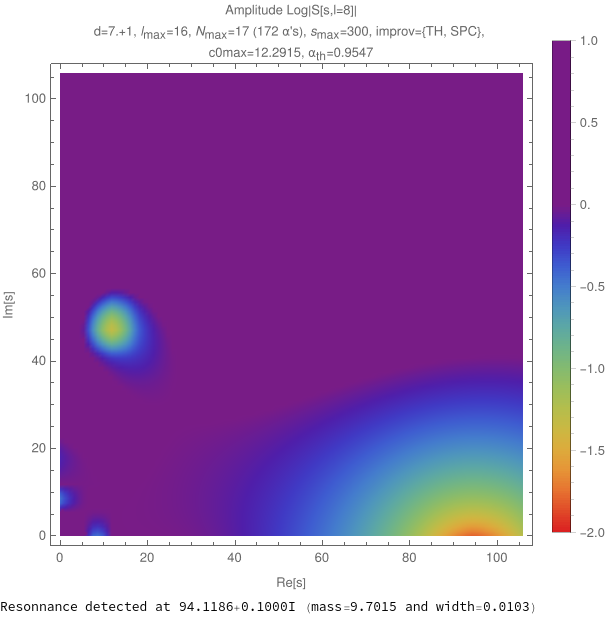 Amplitude Log|S[s,l=8]|
d=7.+1, lmax=16, Nmax=17 (172 α's), smax=300, improv={TH, SPC},
c0max=12.2915, αth=0.9547
1.0
0.5
0.
-0.5
-1.0
-1.5
-2.0
100
80
60
40
20
0
Im[s]
0 20 40 60 80 100
Re[s]
Resonnance detected at 94.1186+0.1000I (mass=9.7015 and width=0.0103)